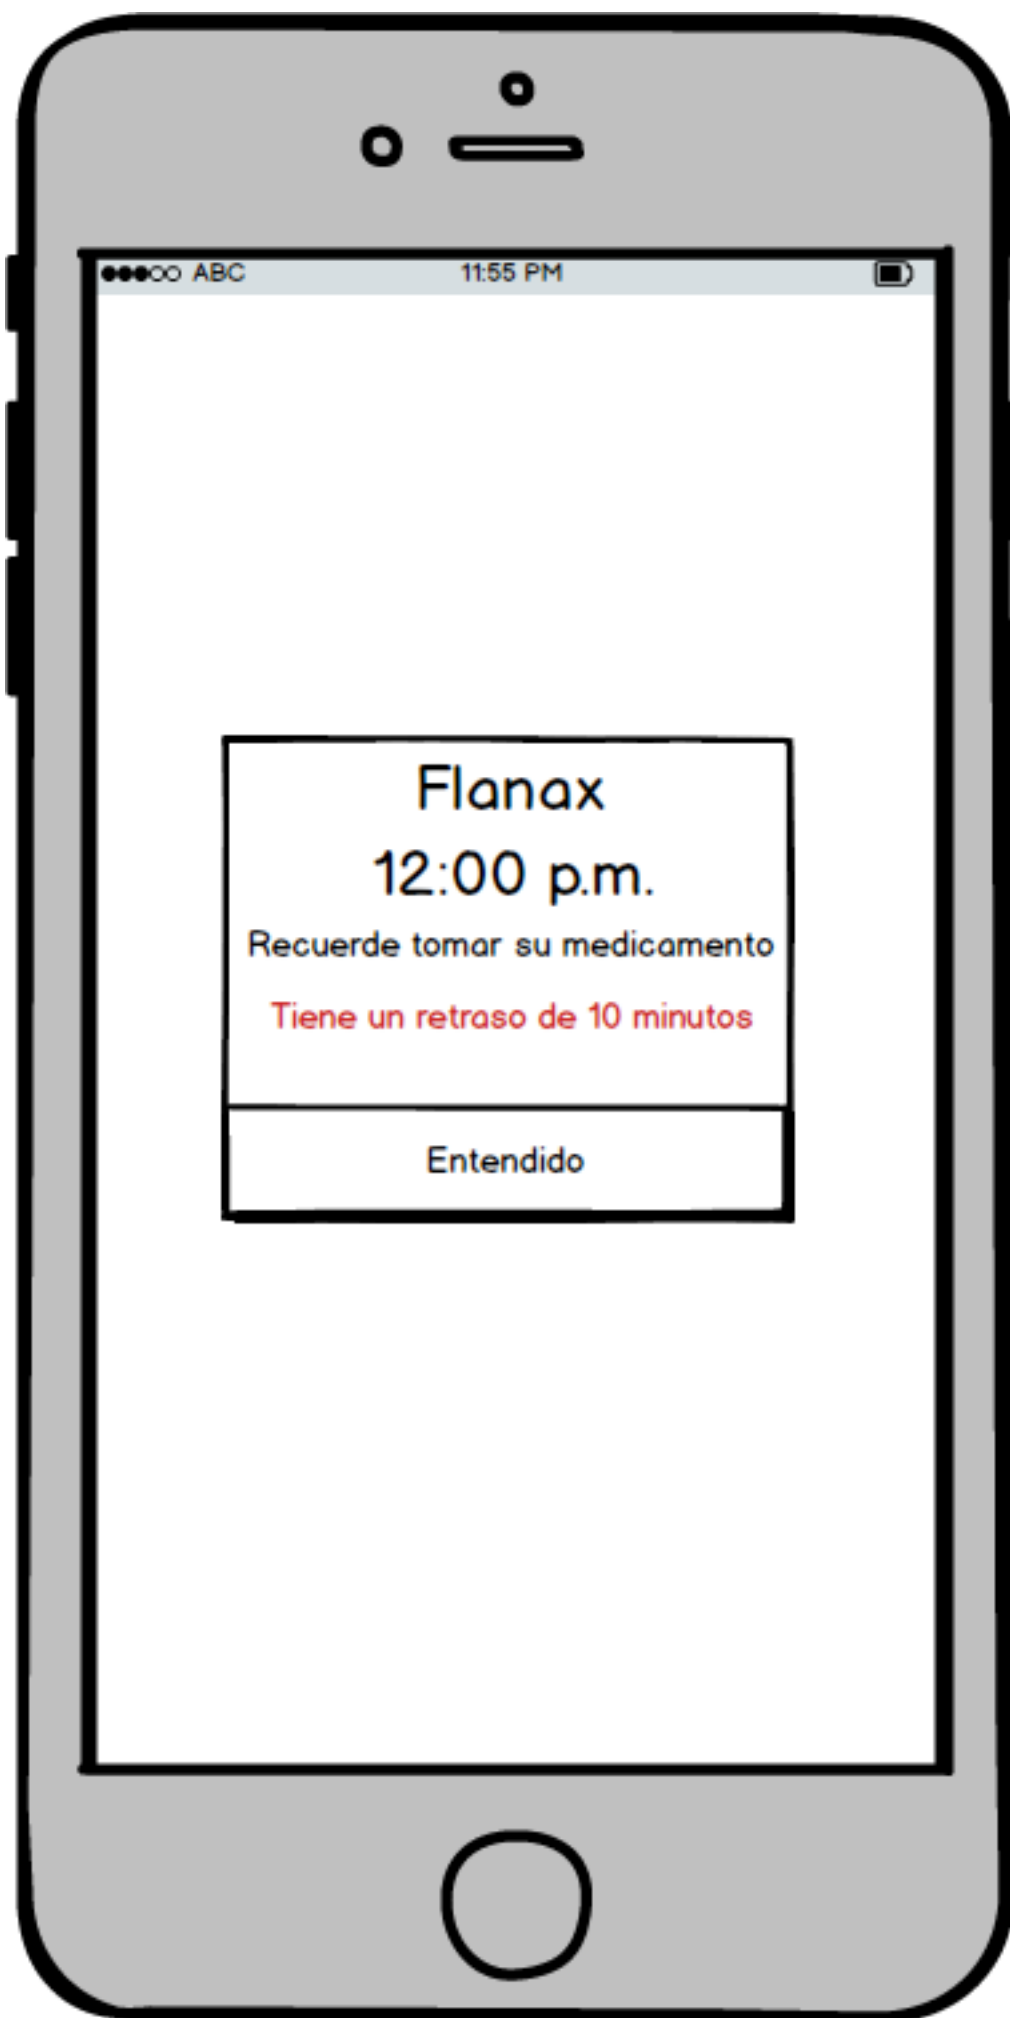 ABC 11:55 PM
Flanax
12:00 p.m.
Recuerde tomar su medicamento
Tiene un retraso de 10 minutos
Entendido